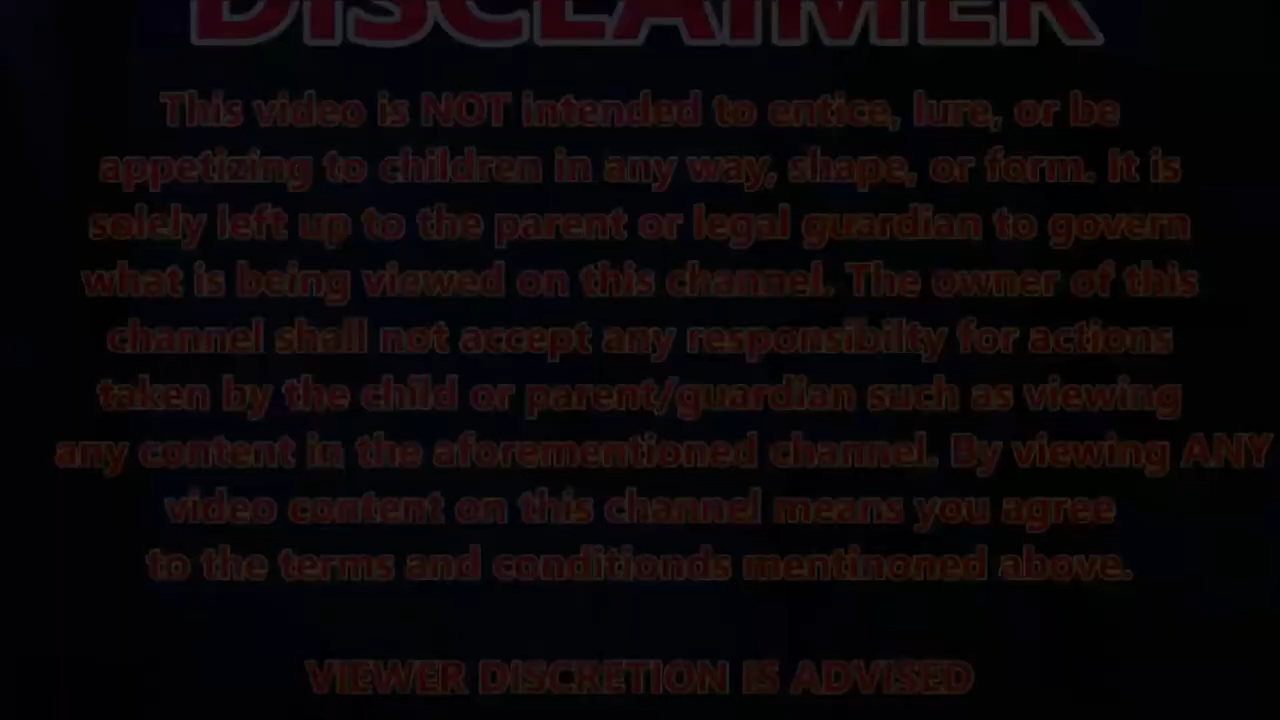 DISCLAIMER
This video is NOT intended to entice, lure, or be
appetizing to children in any way, shape, or form. It is
solely left up to the parent or legal guardian to govern
what is being viewed on this channel. The owner of this
channel shall not accept any responsibilty for actions
taken by the child or parent/guardian such as viewing
any content in the aforementioned channel. By viewing ANY
video content on this channel means you agree
to the terms and conditionds mentinoned above.
VIEWER DISCRETION IS ADVISED